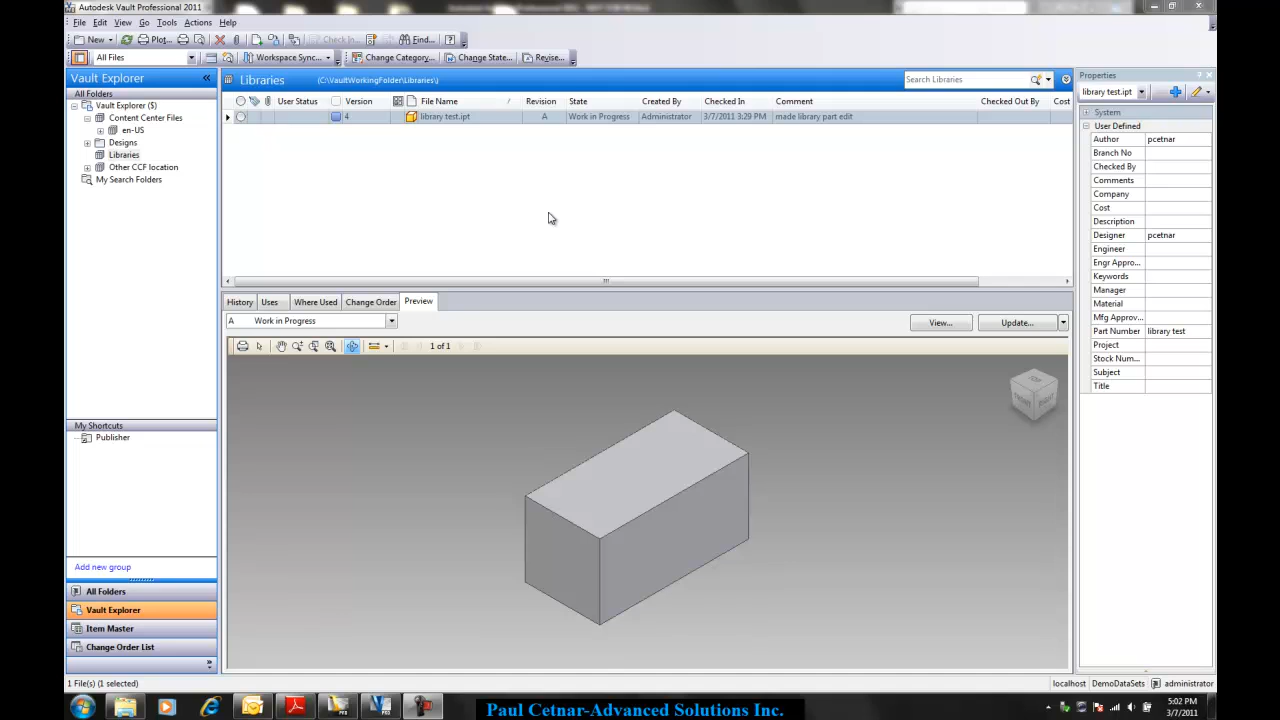 Autodesk Vault Professional 2011
File Edit View Go Tools Actions Help
New Plot... Check In... Find...
All Files Workspace Sync... Change Category... Change State... Revise...
Vault Explorer
All Folders
Vault Explorer ($)
Content Center Files
en-US
Designs
Libraries
Other CCF location
My Search Folders
My Shortcuts
Publisher
Add new group
All Folders
Vault Explorer
Item Master
Change Order List
Libraries (C:\VaultWorkingFolder\Libraries\) Search Libraries
User Status Version File Name Revision State Created By Checked In Comment Checked Out By Cost
4 library test.ipt A Work in Progress Administrator 3/7/2011 3:29 PM made library part edit
History Uses Where Used Change Order Preview
A Work in Progress View... Update...
1 of 1
TOP
FRONT RIGHT
Properties
library test.ipt
System
User Defined
Author pcetnar
Branch No
Checked By
Comments
Company
Cost
Description
Designer pcetnar
Engineer
Engr Appro...
Keywords
Manager
Material
Mfg Approv...
Part Number library test
Project
Stock Num...
Subject
Title
1 File(s) (1 selected) localhost DemoDataSets administrator
Paul Cetnar-Advanced Solutions Inc.
5:02 PM
3/7/2011